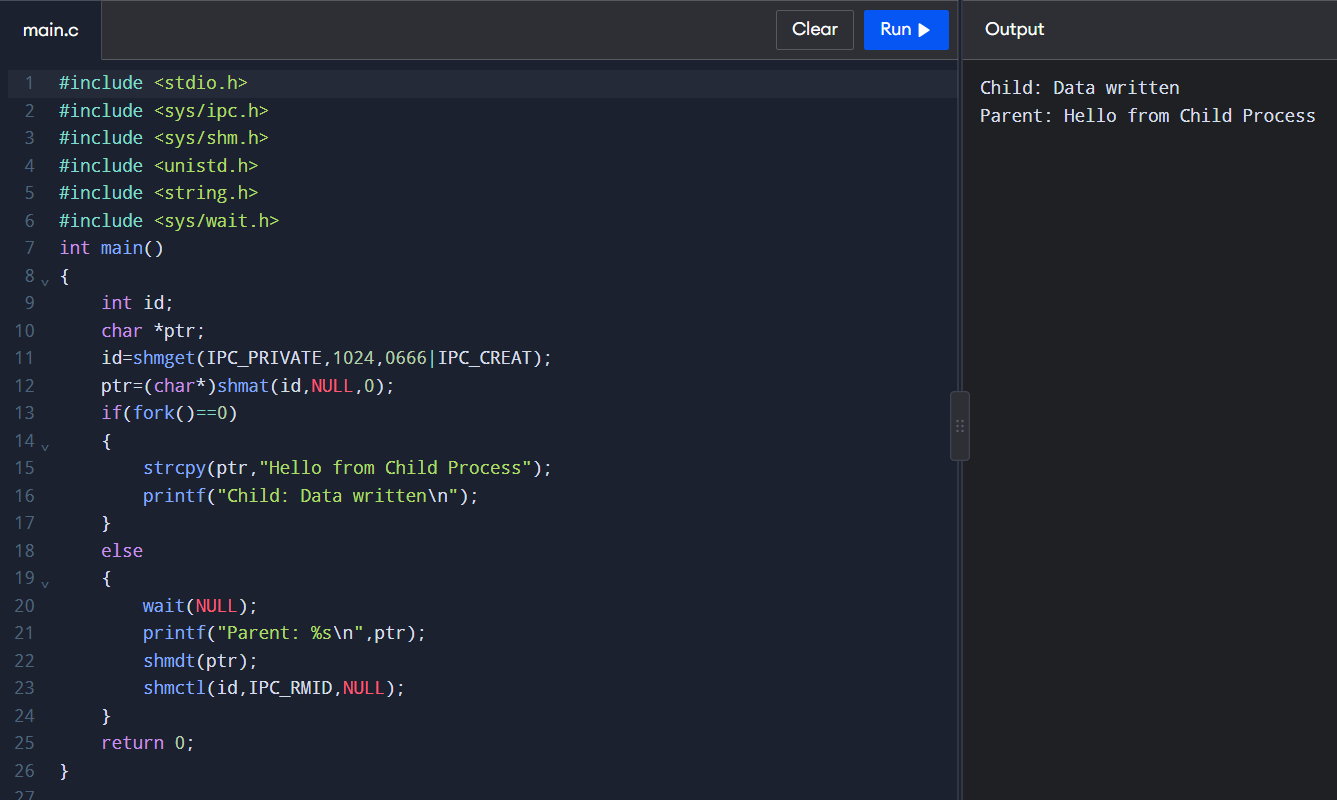 main.c
Clear
Run
Output
1 #include <stdio.h>
2 #include <sys/ipc.h>
3 #include <sys/shm.h>
4 #include <unistd.h>
5 #include <string.h>
6 #include <sys/wait.h>
7 int main()
8 {
9     int id;
10     char *ptr;
11     id=shmget(IPC_PRIVATE,1024,0666|IPC_CREAT);
12     ptr=(char*)shmat(id,NULL,0);
13     if(fork()==0)
14     {
15         strcpy(ptr,"Hello from Child Process");
16         printf("Child: Data written\n");
17     }
18     else
19     {
20         wait(NULL);
21         printf("Parent: %s\n",ptr);
22         shmdt(ptr);
23         shmctl(id,IPC_RMID,NULL);
24     }
25     return 0;
26 }
27
Child: Data written
Parent: Hello from Child Process